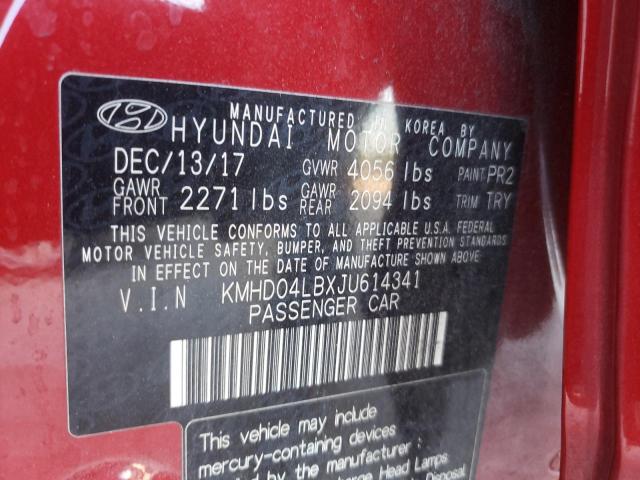 MANUFACTURED IN KOREA BY
HYUNDAI MOTOR COMPANY
DEC/13/17 GVWR 4056 lbs PAINT PR2
GAWR FRONT 2271 lbs GAWR REAR 2094 lbs TRIM TRY
THIS VEHICLE CONFORMS TO ALL APPLICABLE U.S.A. FEDERAL
MOTOR VEHICLE SAFETY, BUMPER, AND THEFT PREVENTION STANDARDS
IN EFFECT ON THE DATE OF MANUFACTURE SHOWN ABOVE
V.I.N KMHD04LBXJU614341
PASSENGER CAR
This vehicle may include
mercury-containing devices
by the manufacturer :
Head Lamps
Disposal